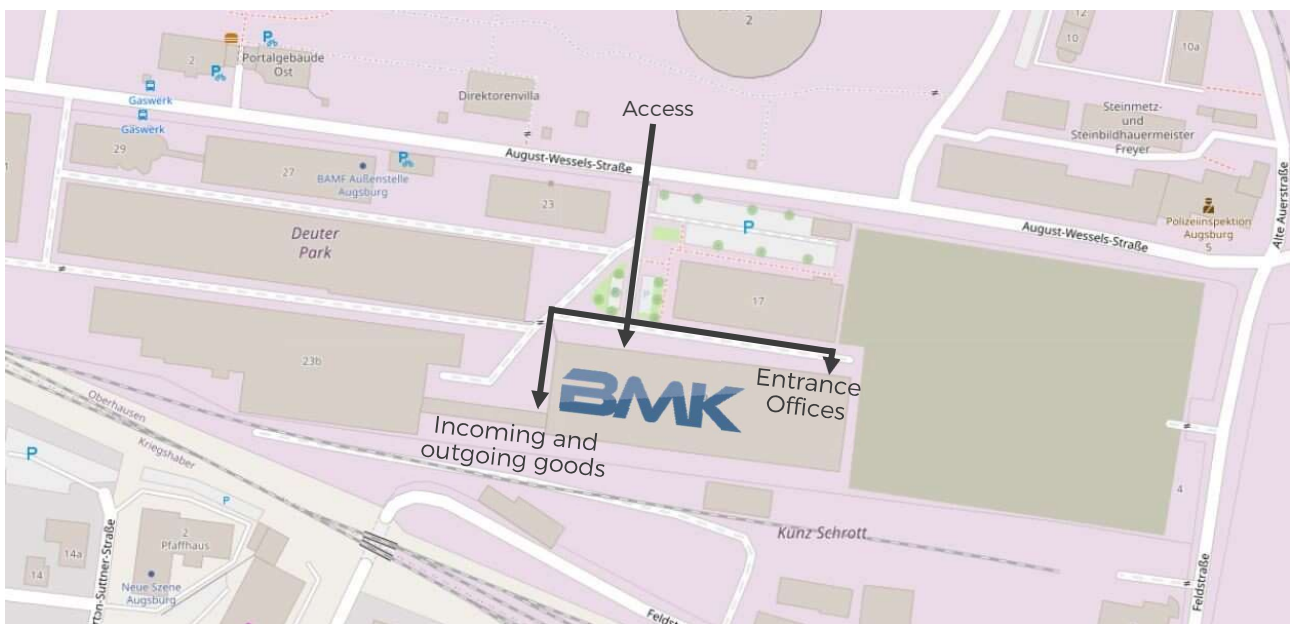 2
12
10
10a
P
2
Portalgebäude
Ost
P
Gaswerk
Gaswerk
Direktorenvilla
Access
Steinmetz-
und
Steinbildhauermeister
Freyer
29
27
P
BAMF Außenstelle
Augsburg
August-Wessels-Straße
23
P
August-Wessels-Straße
Polizeiinspektion
Augsburg
5
Alte Auerstraße
Deuter
Park
17
23b
BMK
Entrance
Offices
Incoming and
outgoing goods
Oberhausen
Kriegshaber
P
P
4
Kunz Schrott
2
Pfaffhaus
14a
14
Neue Szene
Augsburg
Feldstraße